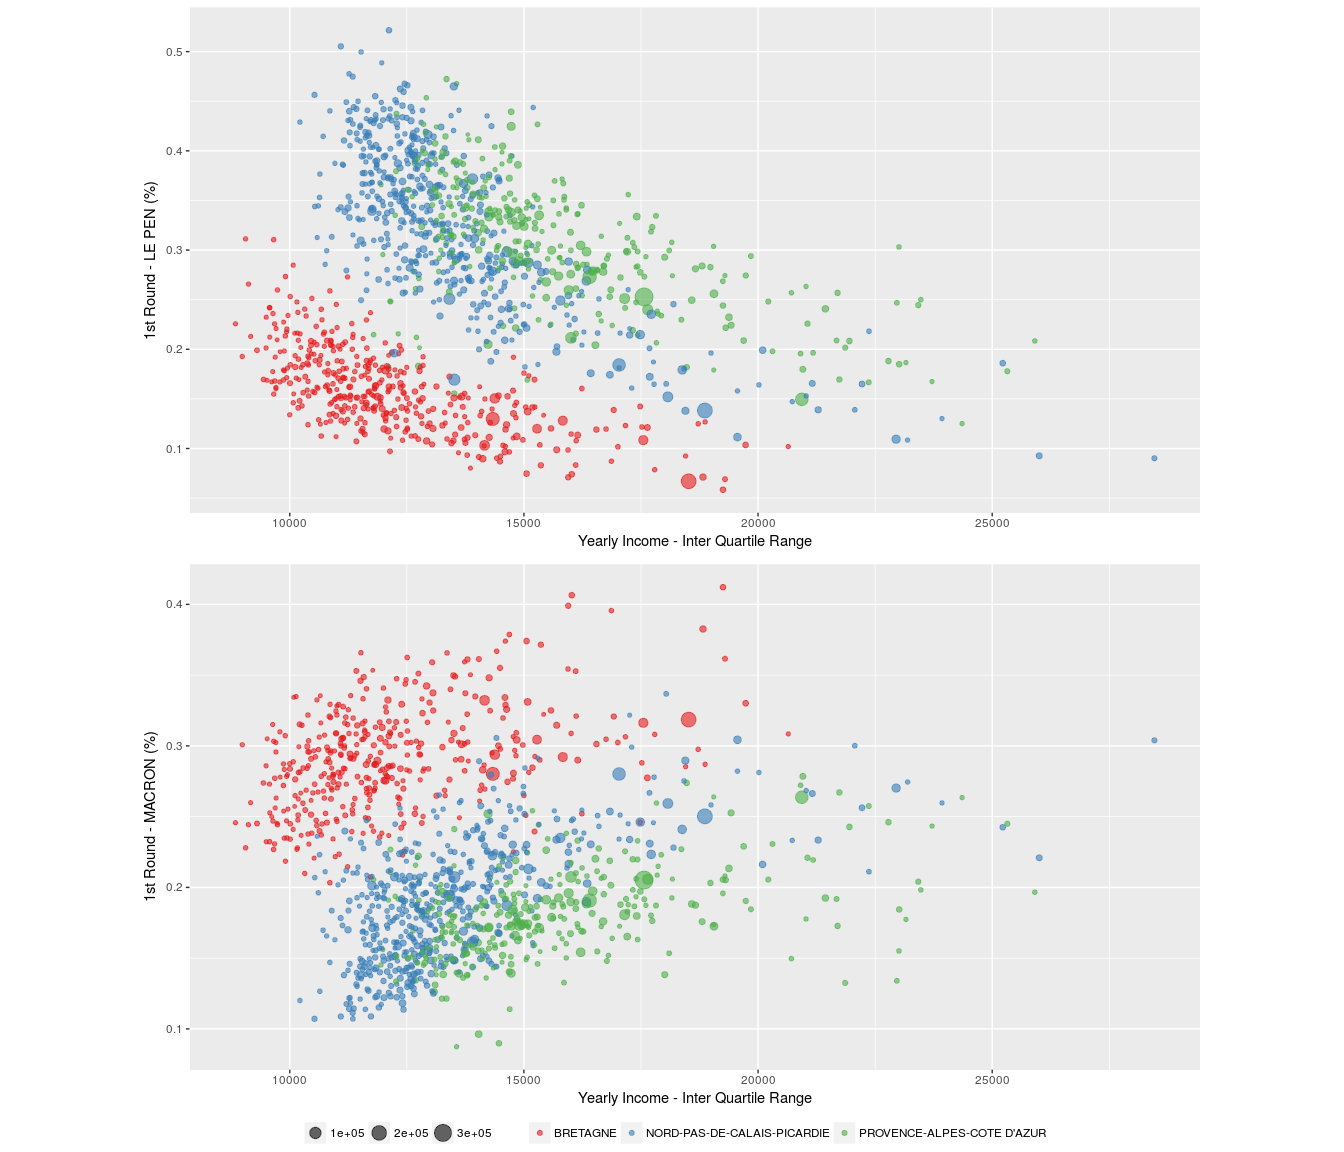 0.5
0.4
0.3
0.2
0.1
1st Round - LE PEN (%)
10000 15000 20000 25000
Yearly Income - Inter Quartile Range
0.4
0.3
0.2
0.1
1st Round - MACRON (%)
10000 15000 20000 25000
Yearly Income - Inter Quartile Range
1e+05 2e+05 3e+05 BRETAGNE NORD-PAS-DE-CALAIS-PICARDIE PROVENCE-ALPES-COTE D'AZUR